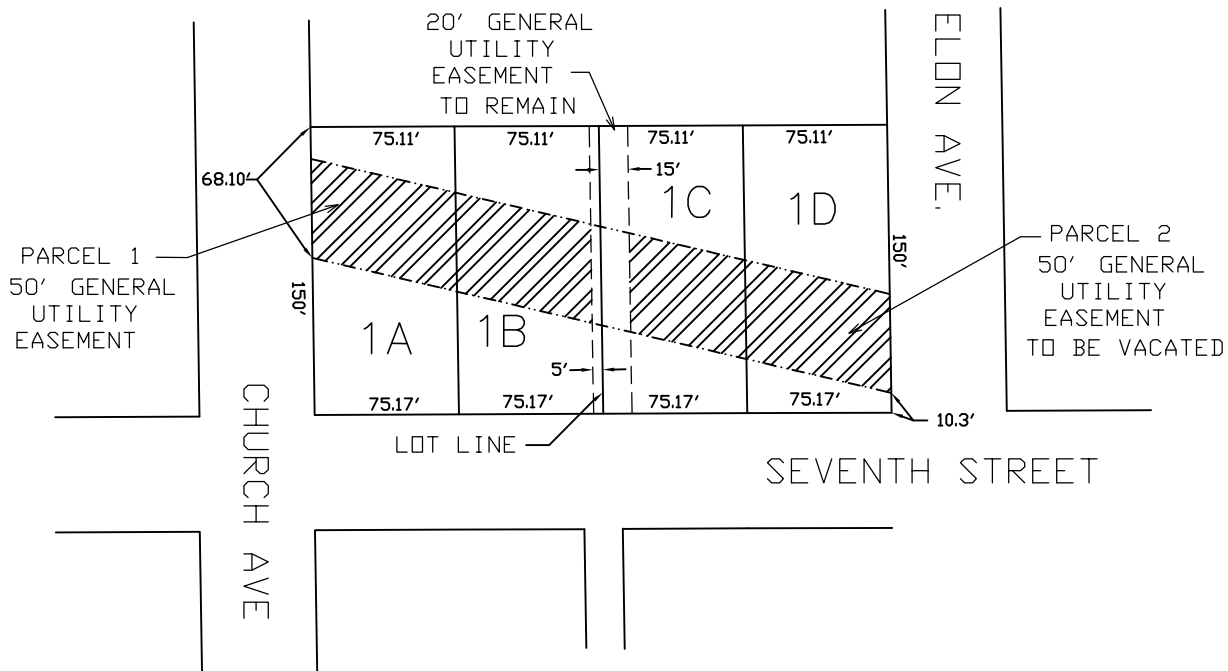 20' GENERAL
UTILITY
EASEMENT
TO REMAIN
ELON AVE.
75.11'
75.11'
75.11'
75.11'
68.10'
15'
1C
1D
PARCEL 1
50' GENERAL
UTILITY
EASEMENT
150'
150'
PARCEL 2
50' GENERAL
UTILITY
EASEMENT
TO BE VACATED
1A
1B
5'
75.17'
75.17'
75.17'
75.17'
10.3'
LOT LINE
CHURCH AVE
SEVENTH STREET